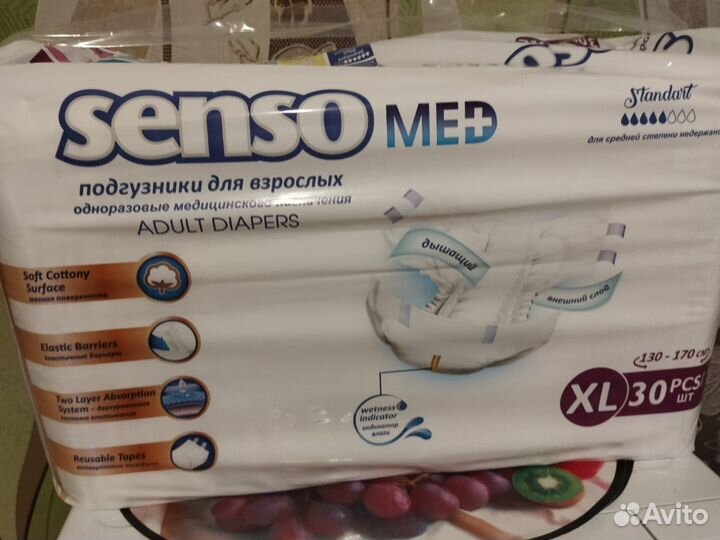 senso MED
Standart
для средней степени недержания
подгузники для взрослых
одноразовые медицинского назначения
ADULT DIAPERS
дышащий
внешний слой
Soft Cottony
Surface
мягкая поверхность
Elastic Barriers
эластичные барьеры
Two Layer Absorption
System – двухуровневая
система впитывания
Reusable Tapes
многоразовые застежки
wetness
indicator
индикатор
влаги
130 - 170 см
XL 30 PCS/
шт
Avito